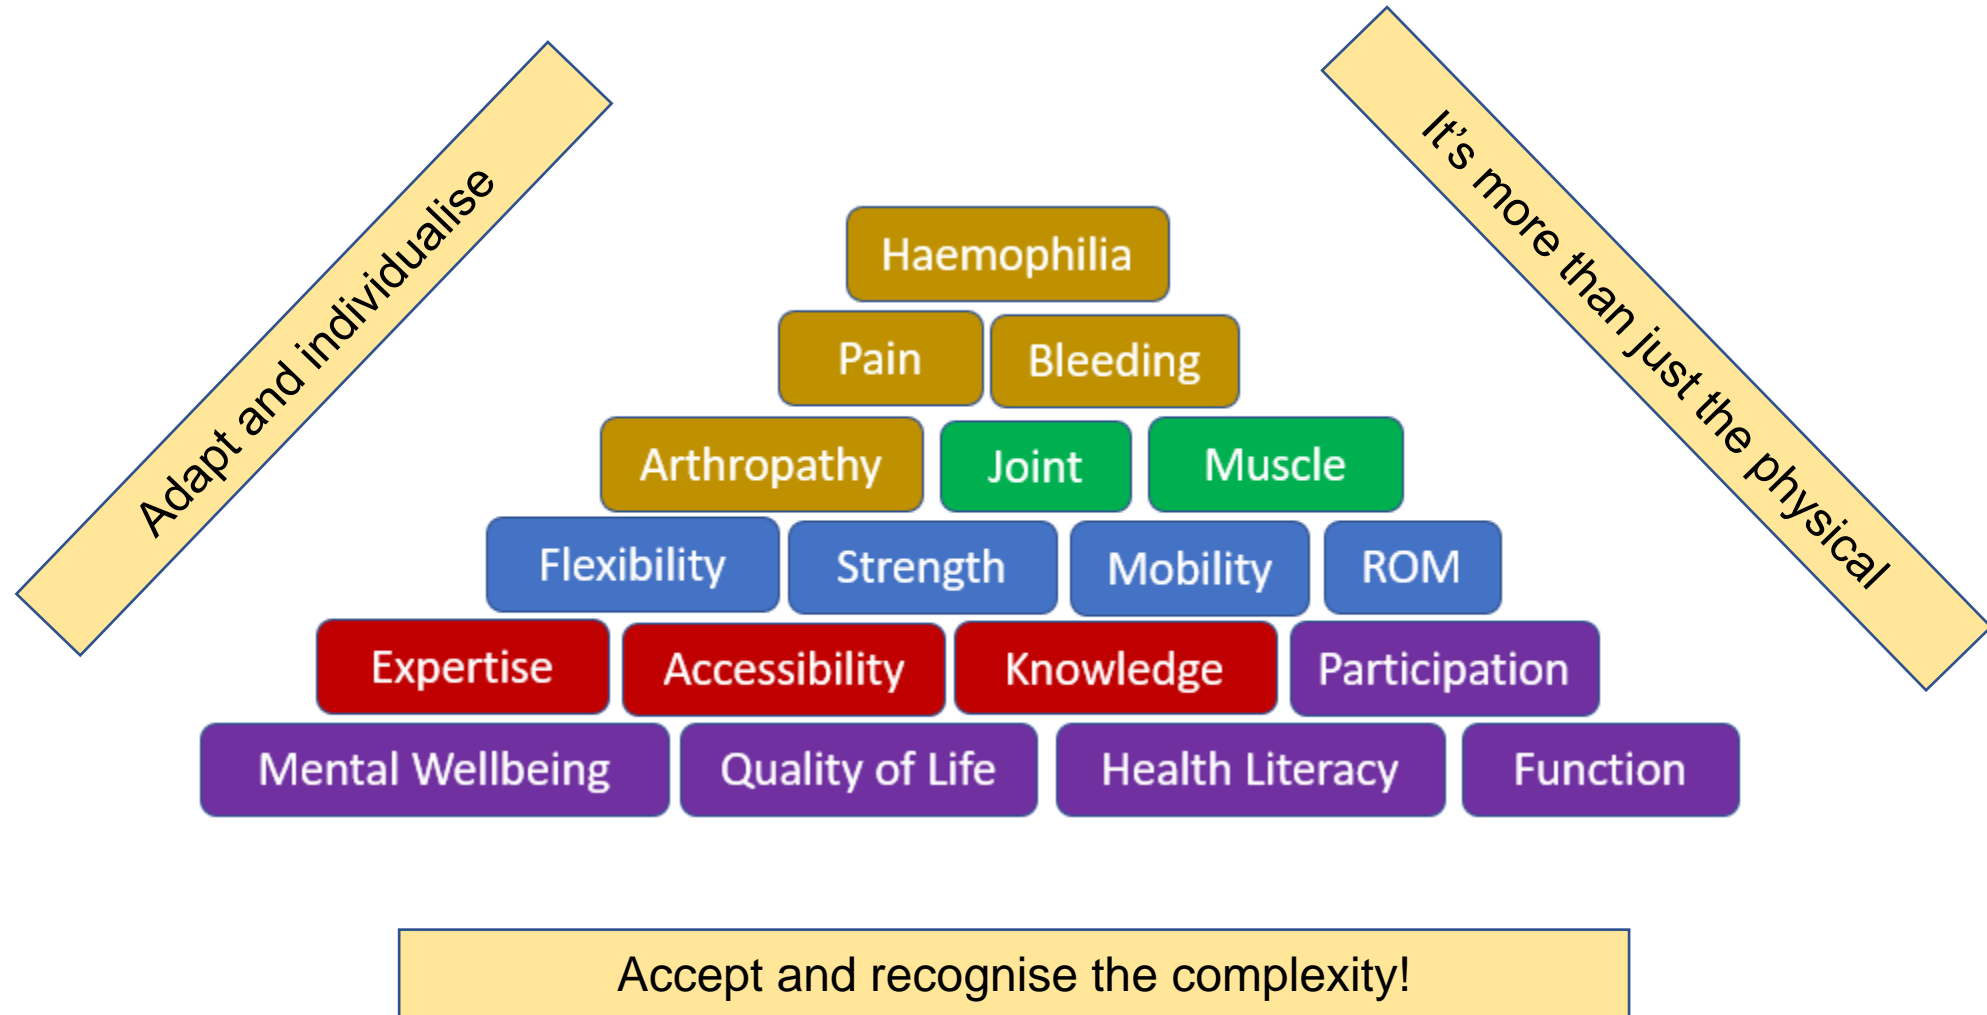 Adapt and individualise
It's more than just the physical
Haemophilia
Pain
Bleeding
Arthropathy
Joint
Muscle
Flexibility
Strength
Mobility
ROM
Expertise
Accessibility
Knowledge
Participation
Mental Wellbeing
Quality of Life
Health Literacy
Function
Accept and recognise the complexity!